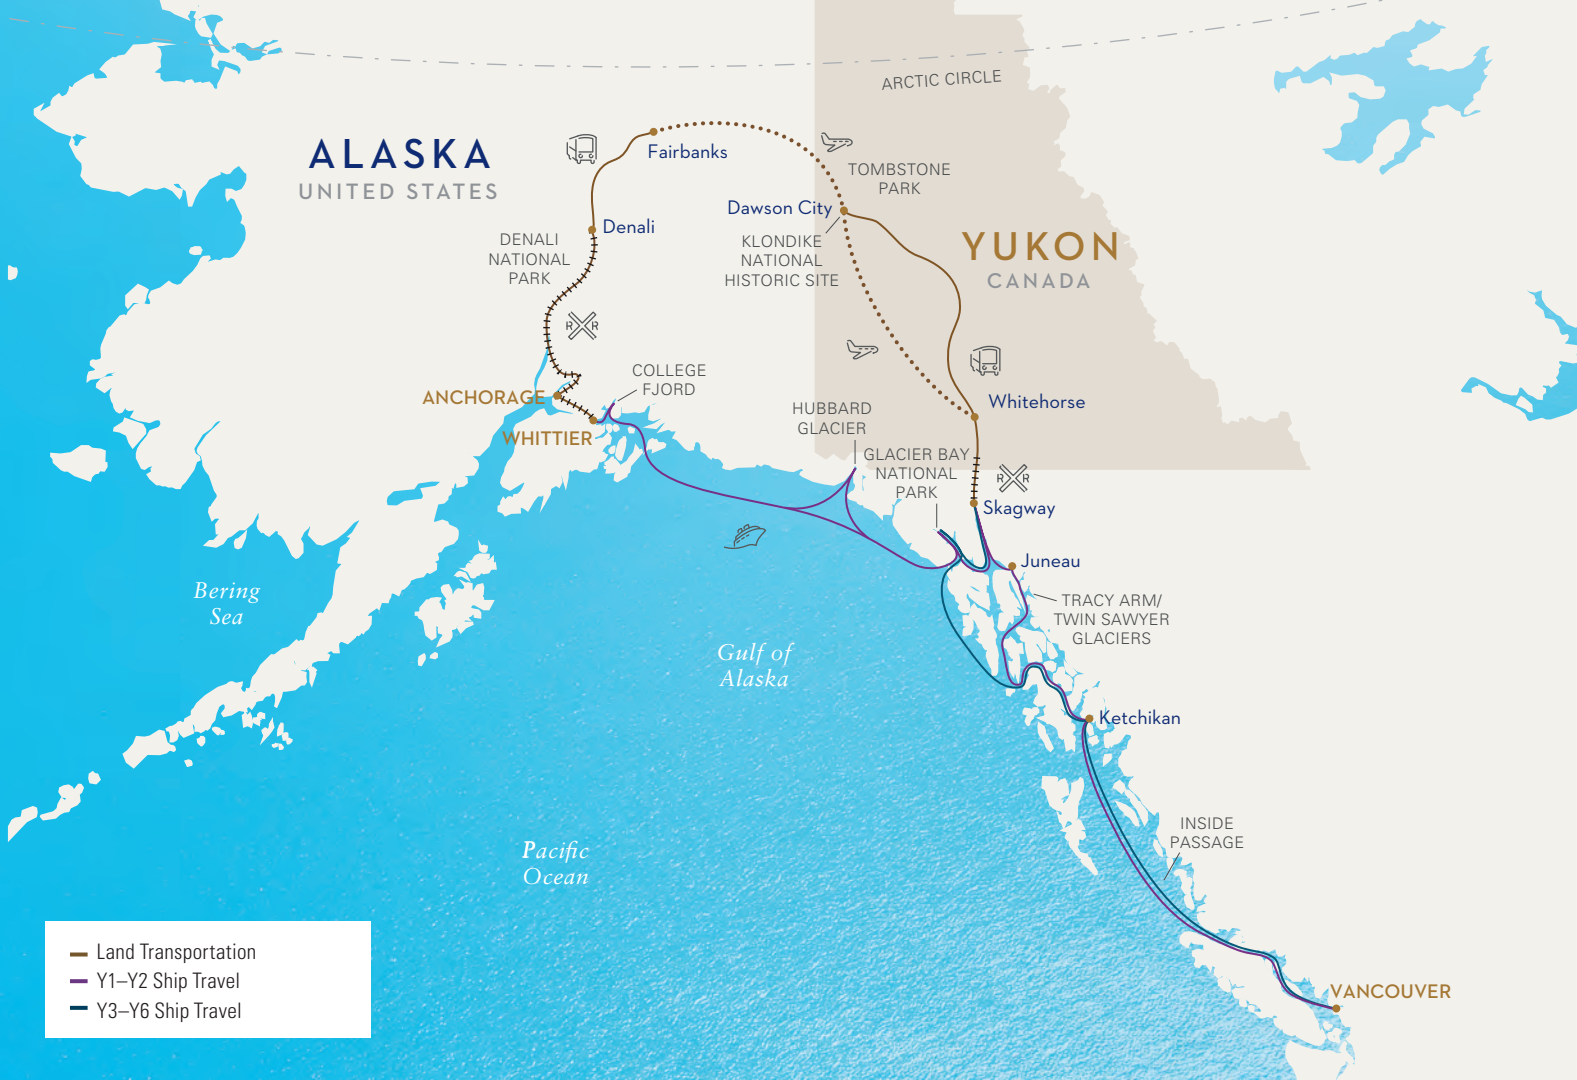 ARCTIC CIRCLE
ALASKA
UNITED STATES
Fairbanks
TOMBSTONE
PARK
Dawson City
Denali
DENALI
NATIONAL
PARK
KLONDIKE
NATIONAL
HISTORIC SITE
YUKON
CANADA
R R
COLLEGE
FJORD
ANCHORAGE
WHITTIER
HUBBARD
GLACIER
Whitehorse
GLACIER BAY
NATIONAL
PARK
R R
Skagway
Juneau
TRACY ARM/
TWIN SAWYER
GLACIERS
Bering
Sea
Gulf of
Alaska
Ketchikan
Pacific
Ocean
INSIDE
PASSAGE
VANCOUVER
Land Transportation
Y1–Y2 Ship Travel
Y3–Y6 Ship Travel